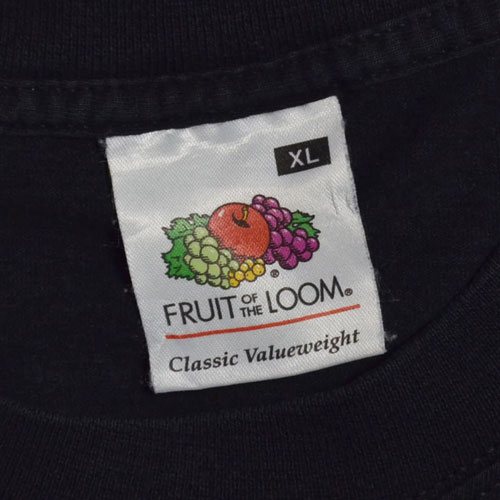 XL
®
FRUIT OF THE LOOM®
Classic Valueweight